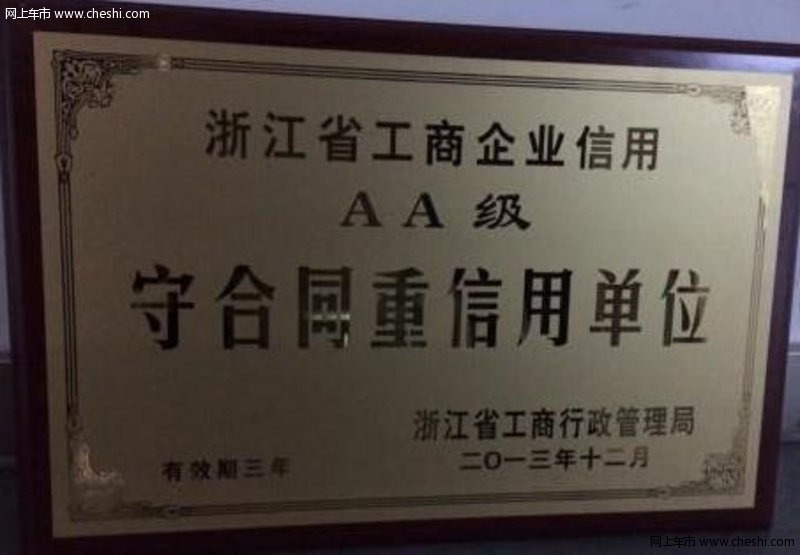 网上车市 www.cheshi.com
浙江省工商企业信用
AA级
守合同重信用单位
浙江省工商行政管理局
有效期三年
二〇一三年十二月
网上车市 www.cheshi.com